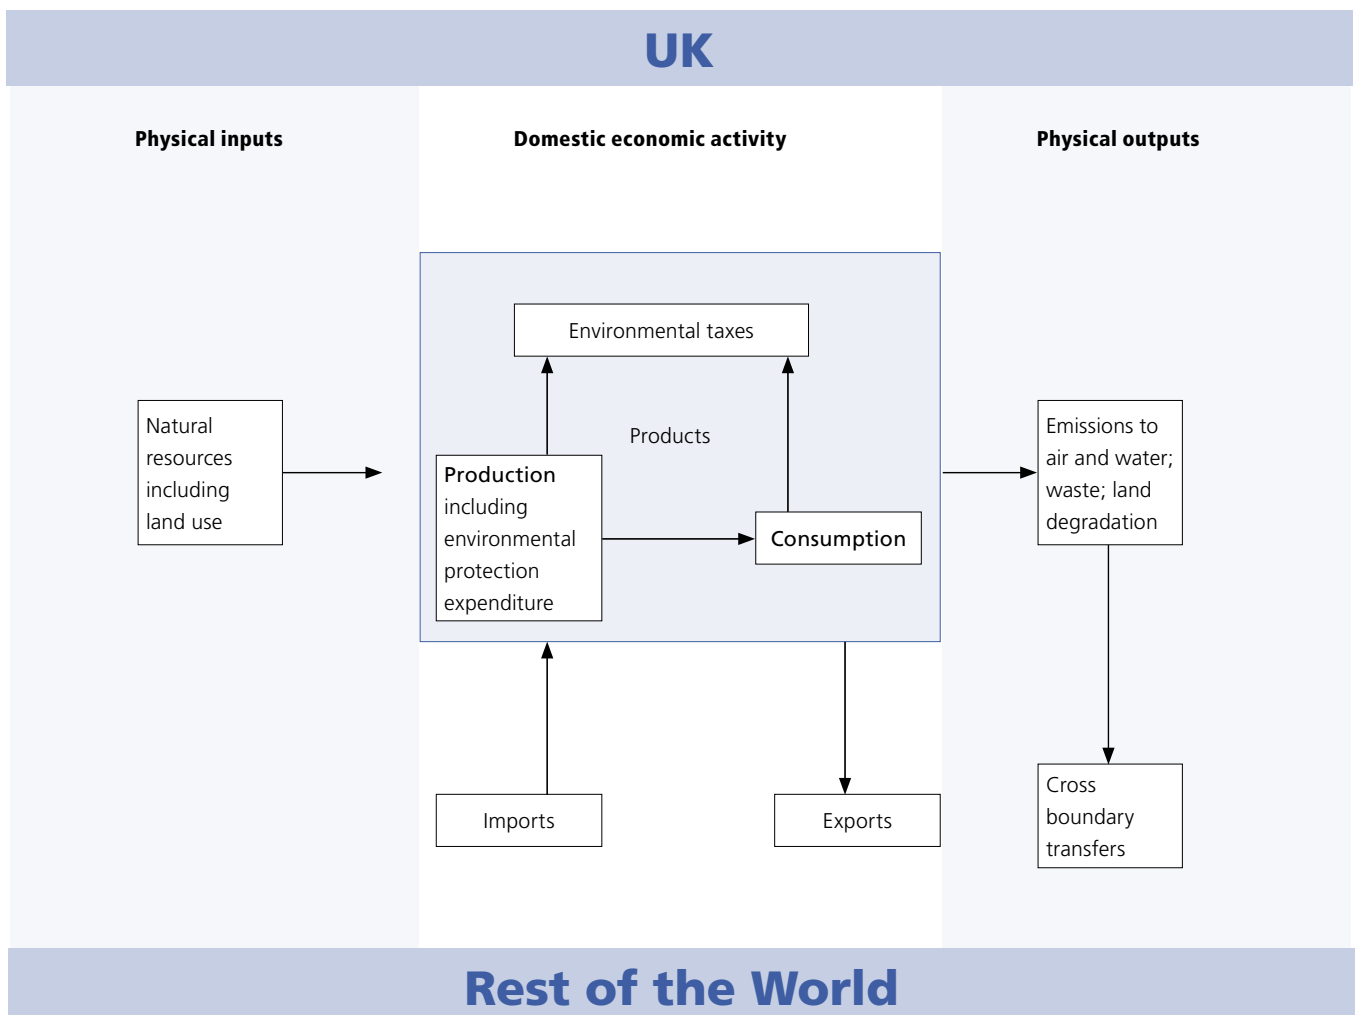 UK
Physical inputs
Domestic economic activity
Physical outputs
Environmental taxes
Products
Natural
resources
including
land use
Production
including
environmental
protection
expenditure
Consumption
Emissions to
air and water;
waste; land
degradation
Imports
Exports
Cross
boundary
transfers
Rest of the World